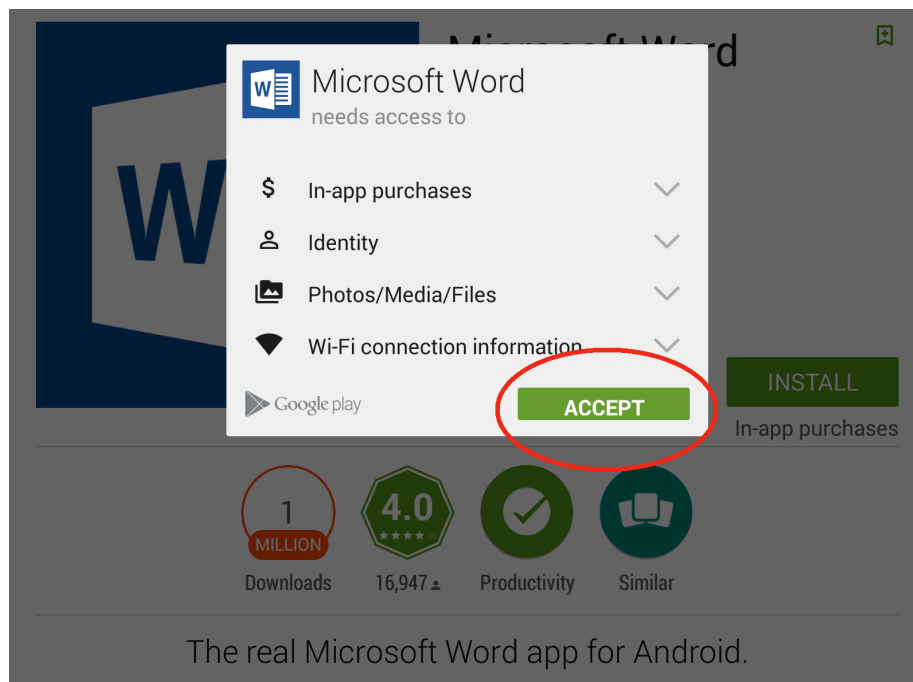 Microsoft Word
Microsoft Word
needs access to
$ In-app purchases
Identity
Photos/Media/Files
Wi-Fi connection information
Google play
ACCEPT
W
W
INSTALL
In-app purchases
1
MILLION
Downloads
4.0
16,947
Productivity
Similar
The real Microsoft Word app for Android.